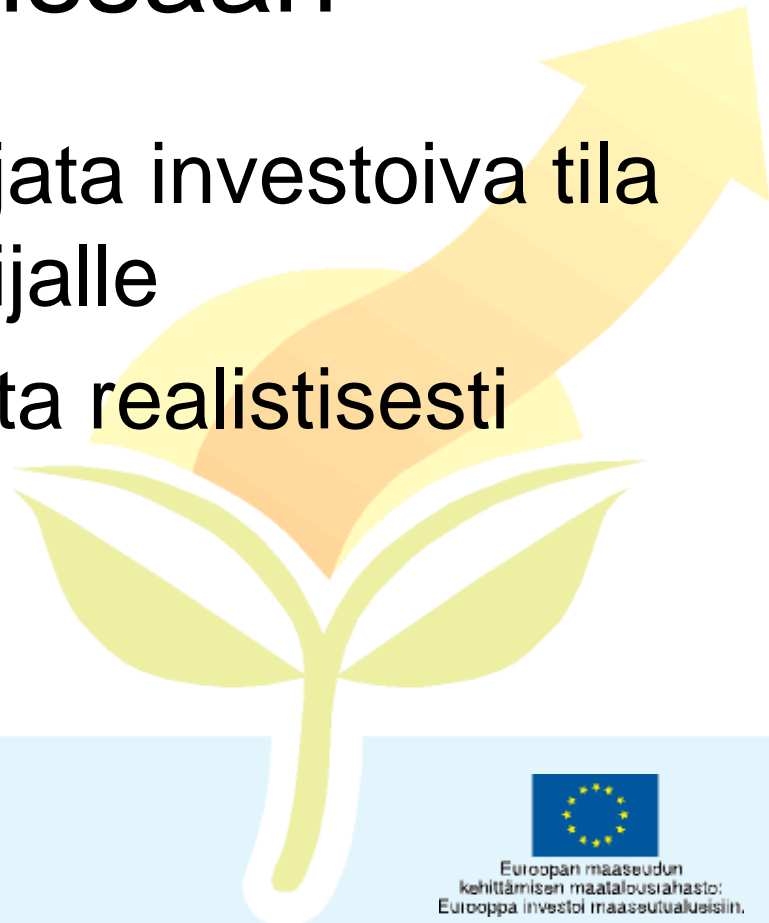 jata investoiva tila
ijalle
ta realistisesti
Euroopan maaseudun
kehittämisen maatalousrahasto:
Eurooppa investoi maaseutualueisiin.